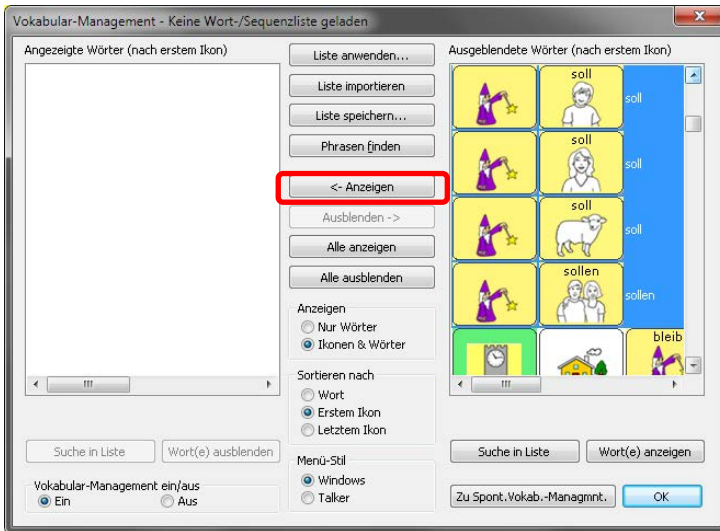 Vokabular-Management - Keine Wort-/Sequenzliste geladen
Angezeigte Wörter (nach erstem Ikon)
Liste anwenden...
Liste importieren
Liste speichern...
Phrasen finden
<- Anzeigen
Ausblenden ->
Alle anzeigen
Alle ausblenden
Anzeigen
Nur Wörter
Ikonen & Wörter
Sortieren nach
Wort
Erstem Ikon
Letztem Ikon
Menü-Stil
Windows
Talker
Suche in Liste
Wort(e) ausblenden
Vokabular-Management ein/aus
Ein
Aus
Ausgeblendete Wörter (nach erstem Ikon)
soll
soll
soll
soll
soll
soll
sollen
sollen
bleib
Suche in Liste
Wort(e) anzeigen
Zu Spont.Vokab.-Managmnt.
OK